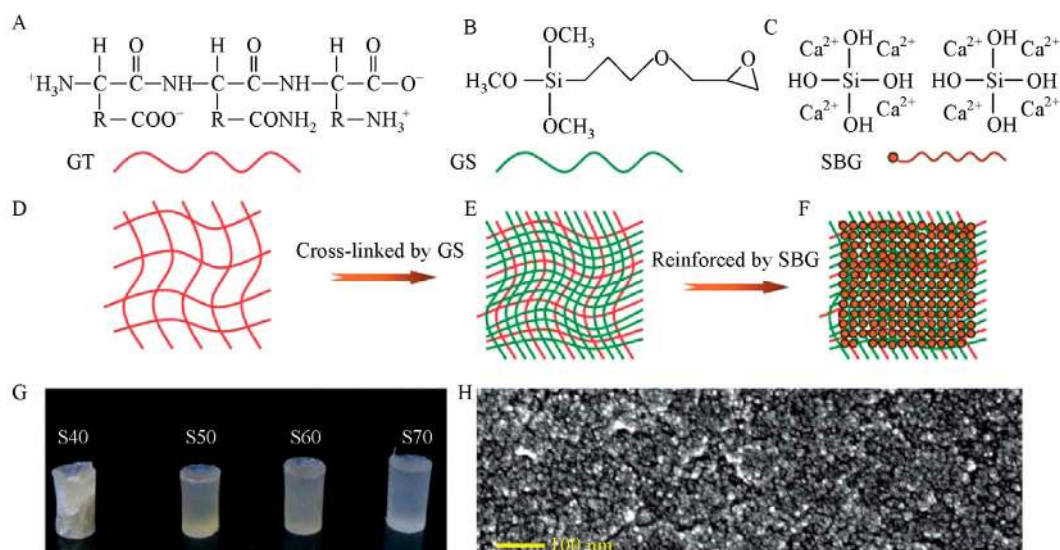 A
H O H O H O
⁺H₃N NH NH O⁻
R—COO⁻ R—CONH₂ R—NH₃⁺
GT
B
OCH₃
H₃CO Si O O
OCH₃
GS
C
Ca²⁺ OH Ca²⁺ Ca²⁺ OH Ca²⁺
HO—Si—OH HO—Si—OH
Ca²⁺ Ca²⁺ Ca²⁺ Ca²⁺
OH OH
SBG
D
Cross-linked by GS
E
Reinforced by SBG
F
G
S40 S50 S60 S70
H
100 nm